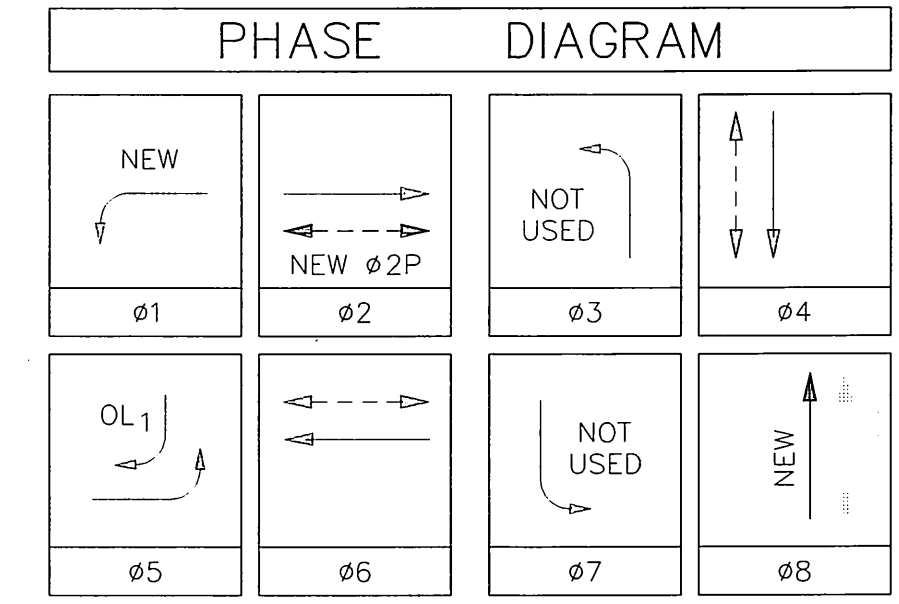 PHASE DIAGRAM
NEW
ø1
NEW ø2P
ø2
NOT
USED
ø3
ø4
OL1
ø5
ø6
NOT
USED
ø7
NEW
ø8